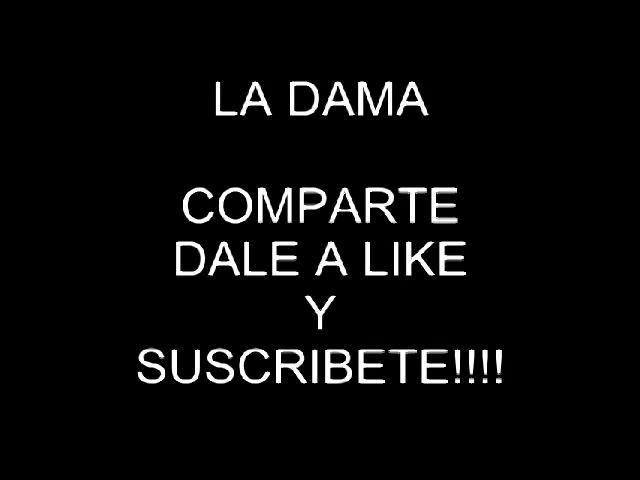 LA DAMA
COMPARTE
DALE A LIKE
Y
SUSCRIBETE!!!!